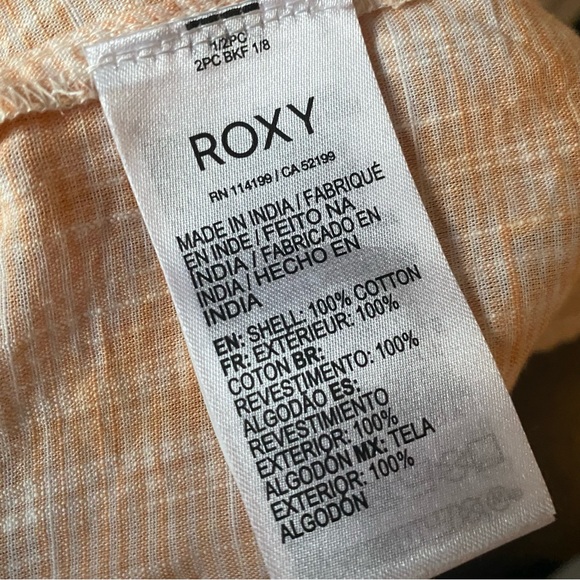 1/2PC
2PC BKF 1/8
ROXY
RN 114199 / CA 52199
MADE IN INDIA / FABRIQUÉ
EN INDE / FEITO NA
INDIA / FABRICADO EN
INDIA / HECHO EN
INDIA
EN: SHELL: 100% COTTON
FR: EXTERIEUR: 100%
COTON BR:
REVESTIMENTO: 100%
ALGODÃO ES:
REVESTIMIENTO
EXTERIOR: 100%
ALGODÓN MX: TELA
EXTERIOR: 100%
ALGODÓN